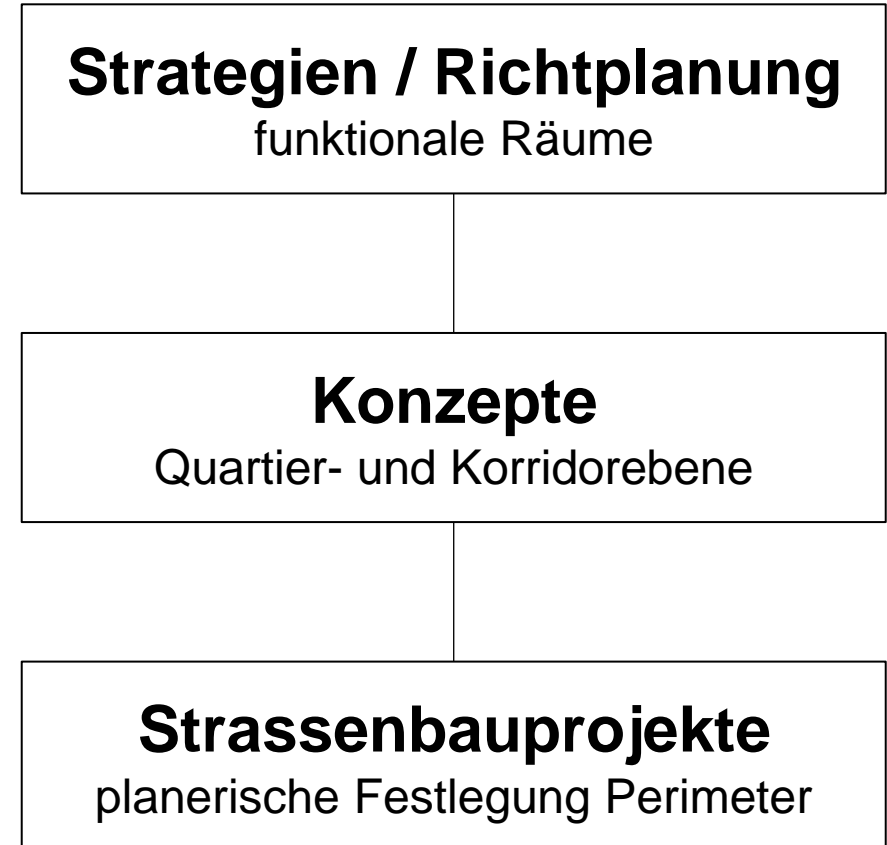 Strategien / Richtplanung
funktionale Räume
Konzepte
Quartier- und Korridorebene
Strassenbauprojekte
planerische Festlegung Perimeter